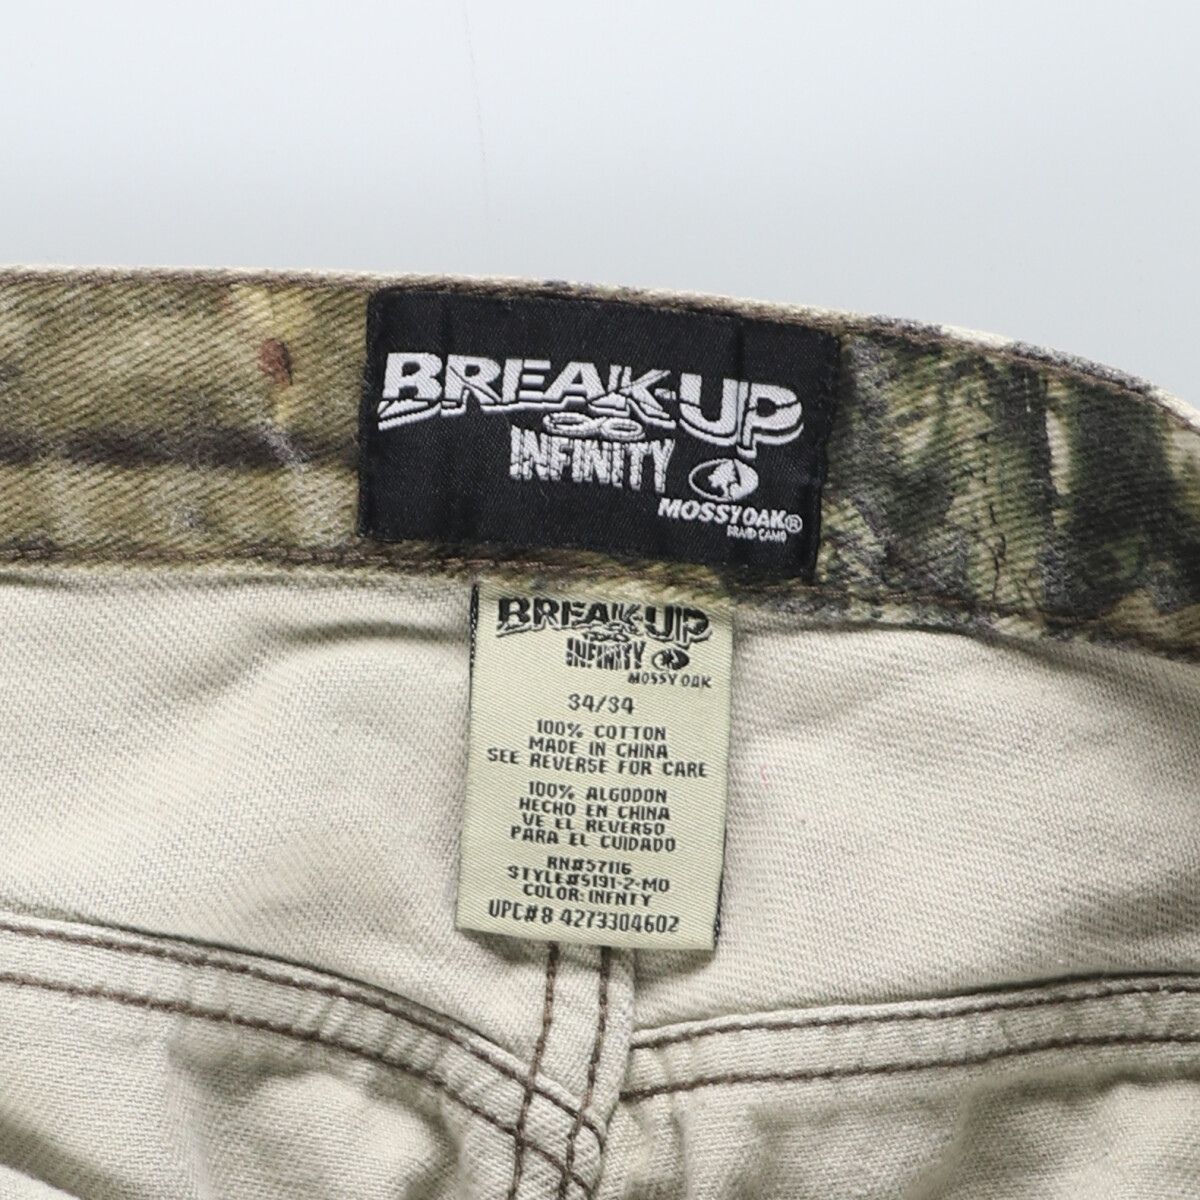 BREAK-UP
INFINITY
MOSSY OAK®
BRAND CAMO
BREAK-UP
INFINITY
MOSSY OAK
34/34
100% COTTON
MADE IN CHINA
SEE REVERSE FOR CARE
100% ALGODON
HECHO EN CHINA
VE EL REVERSO
PARA EL CUIDADO
RN#57116
STYLE#5191-2-MO
COLOR: INFNTY
UPC# 8 4273304602